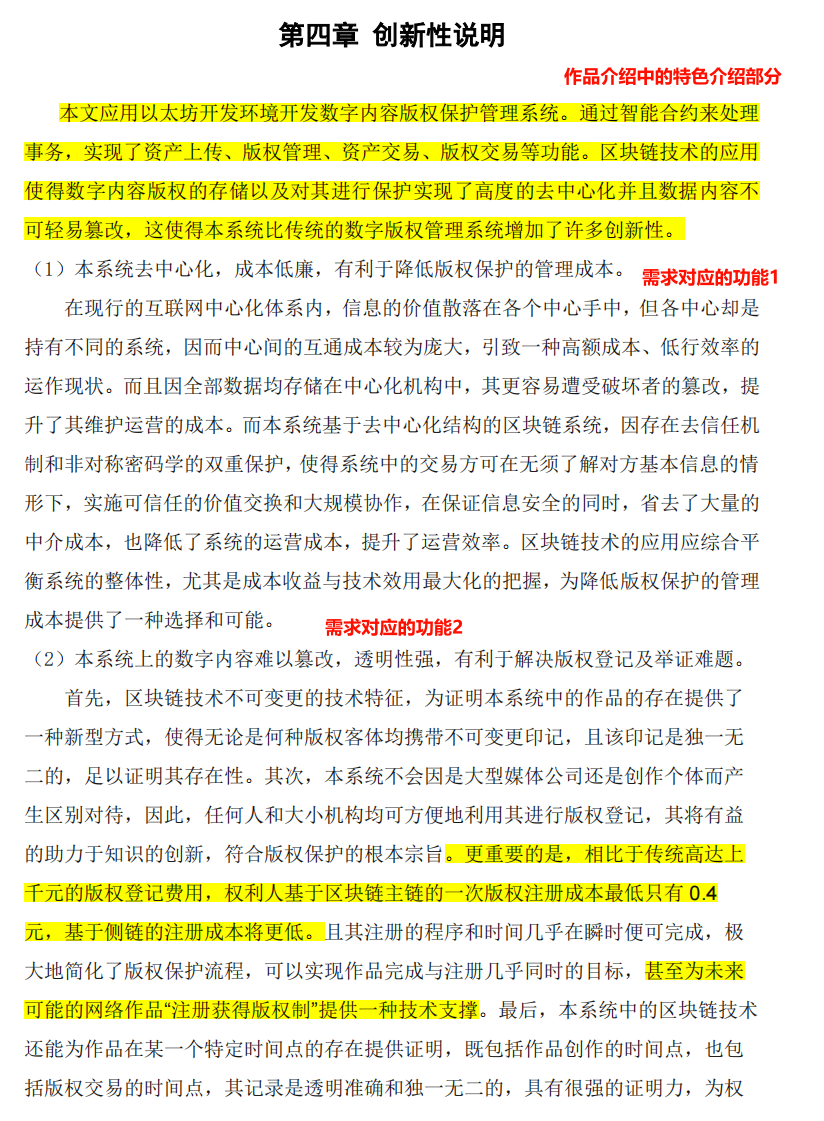 第四章 创新性说明
作品介绍中的特色介绍部分
本文应用以太坊开发环境开发数字内容版权保护管理系统。通过智能合约来处理
事务，实现了资产上传、版权管理、资产交易、版权交易等功能。区块链技术的应用
使得数字内容版权的存储以及对其进行保护实现了高度的去中心化并且数据内容不
可轻易篡改，这使得本系统比传统的数字版权管理系统增加了许多创新性。
（1）本系统去中心化，成本低廉，有利于降低版权保护的管理成本。 需求对应的功能1
在现行的互联网中心化体系内，信息的价值散落在各个中心手中，但各中心却是
持有不同的系统，因而中心间的互通成本较为庞大，引致一种高额成本、低行效率的
运作现状。而且因全部数据均存储在中心化机构中，其更容易遭受破坏者的篡改，提
升了其维护运营的成本。而本系统基于去中心化结构的区块链系统，因存在去信任机
制和非对称密码学的双重保护，使得系统中的交易方可在无须了解对方基本信息的情
形下，实施可信任的价值交换和大规模协作，在保证信息安全的同时，省去了大量的
中介成本，也降低了系统的运营成本，提升了运营效率。区块链技术的应用应综合平
衡系统的整体性，尤其是成本收益与技术效用最大化的把握，为降低版权保护的管理
成本提供了一种选择和可能。
需求对应的功能2
（2）本系统上的数字内容难以篡改，透明性强，有利于解决版权登记及举证难题。
首先，区块链技术不可变更的技术特征，为证明本系统中的作品的存在提供了
一种新型方式，使得无论是何种版权客体均携带不可变更印记，且该印记是独一无
二的，足以证明其存在性。其次，本系统不会因是大型媒体公司还是创作个体而产
生区别对待，因此，任何人和大小机构均可方便地利用其进行版权登记，其将有益
的助力于知识的创新，符合版权保护的根本宗旨。更重要的是，相比于传统高达上
千元的版权登记费用，权利人基于区块链主链的一次版权注册成本最低只有 0.4
元，基于侧链的注册成本将更低。且其注册的程序和时间几乎在瞬时便可完成，极
大地简化了版权保护流程，可以实现作品完成与注册几乎同时的目标，甚至为未来
可能的网络作品“注册获得版权制”提供一种技术支撑。最后，本系统中的区块链技术
还能为作品在某一个特定时间点的存在提供证明，既包括作品创作的时间点，也包
括版权交易的时间点，其记录是透明准确和独一无二的，具有很强的证明力，为权